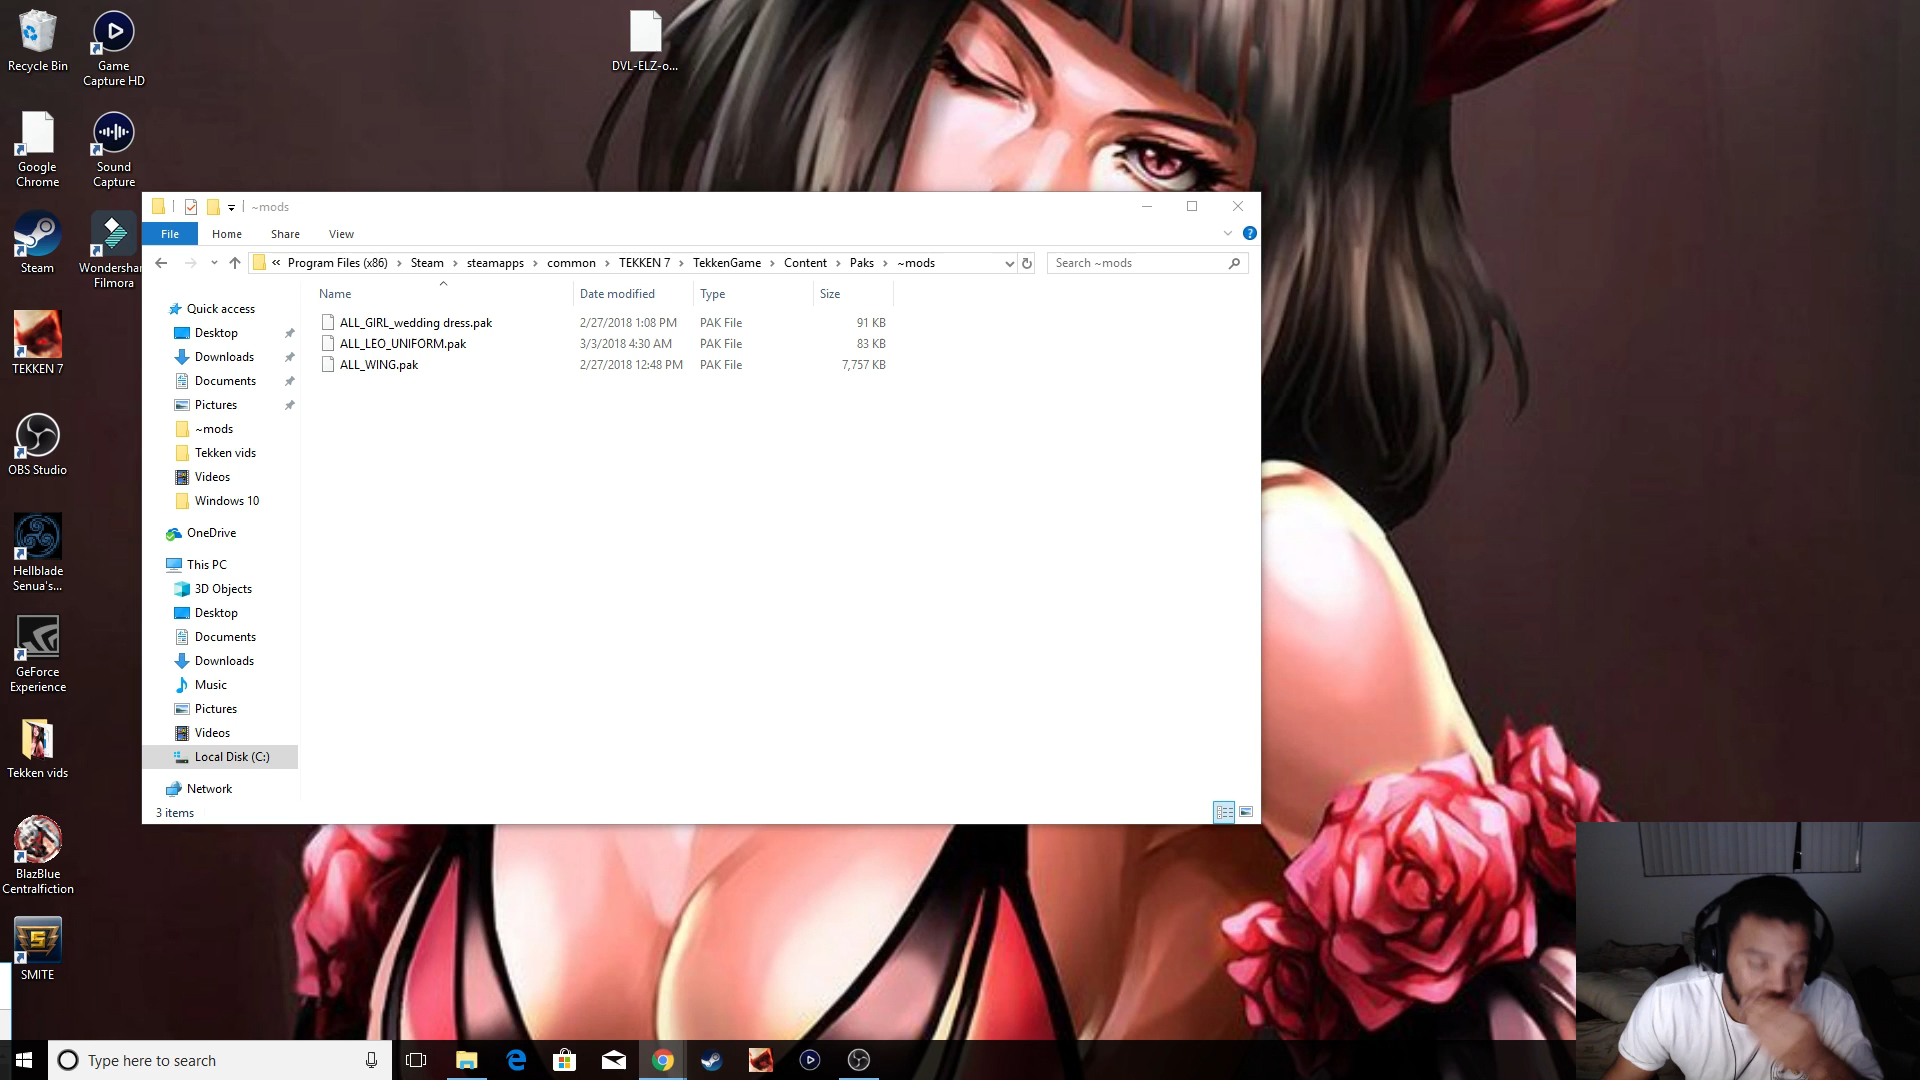 Recycle Bin
Game
Capture HD
DVL-ELZ-o...
Google
Chrome
Sound
Capture
Steam
Wondershar
Filmora
TEKKEN 7
OBS Studio
Hellblade
Senua's...
GeForce
Experience
Tekken vids
BlazBlue
Centralfiction
SMITE
~mods
File Home Share View
« Program Files (x86) > Steam > steamapps > common > TEKKEN 7 > TekkenGame > Content > Paks > ~mods
Search ~mods
Name Date modified Type Size
ALL_GIRL_wedding dress.pak 2/27/2018 1:08 PM PAK File 91 KB
ALL_LEO_UNIFORM.pak 3/3/2018 4:30 AM PAK File 83 KB
ALL_WING.pak 2/27/2018 12:48 PM PAK File 7,757 KB
Quick access
Desktop
Downloads
Documents
Pictures
~mods
Tekken vids
Videos
Windows 10
OneDrive
This PC
3D Objects
Desktop
Documents
Downloads
Music
Pictures
Videos
Local Disk (C:)
Network
3 items
Type here to search